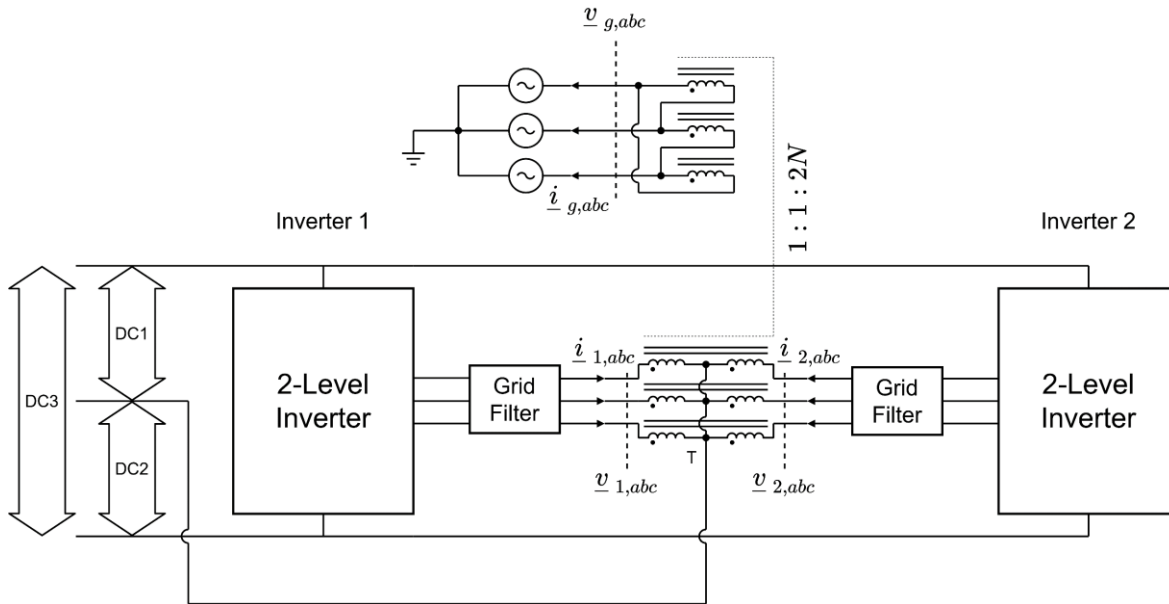 v g,abc
i g,abc
1 : 1 : 2N
Inverter 1
Inverter 2
DC1
DC3
DC2
2-Level
Inverter
Grid
Filter
i 1,abc
i 2,abc
T
v 1,abc
v 2,abc
Grid
Filter
2-Level
Inverter